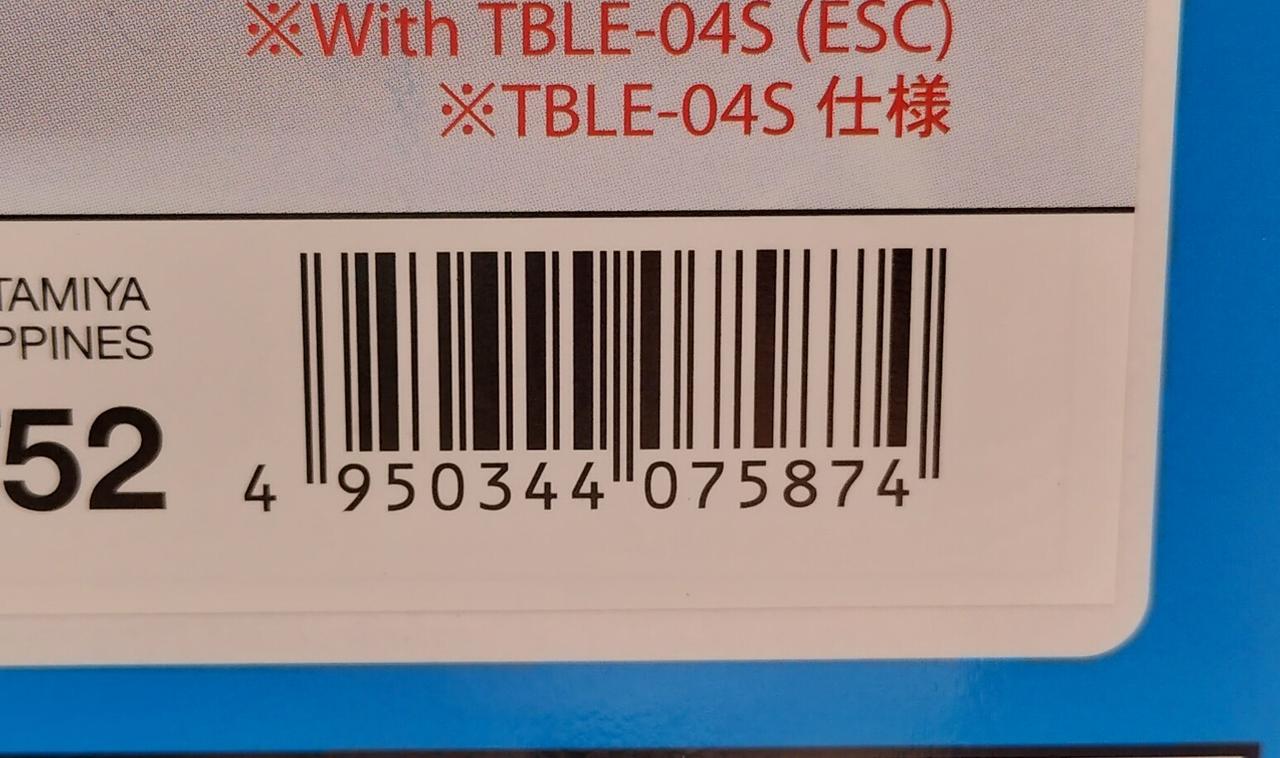 ※With TBLE-04S (ESC)
※TBLE-04S 仕様
TAMIYA
PPINES
52
4 950344 075874